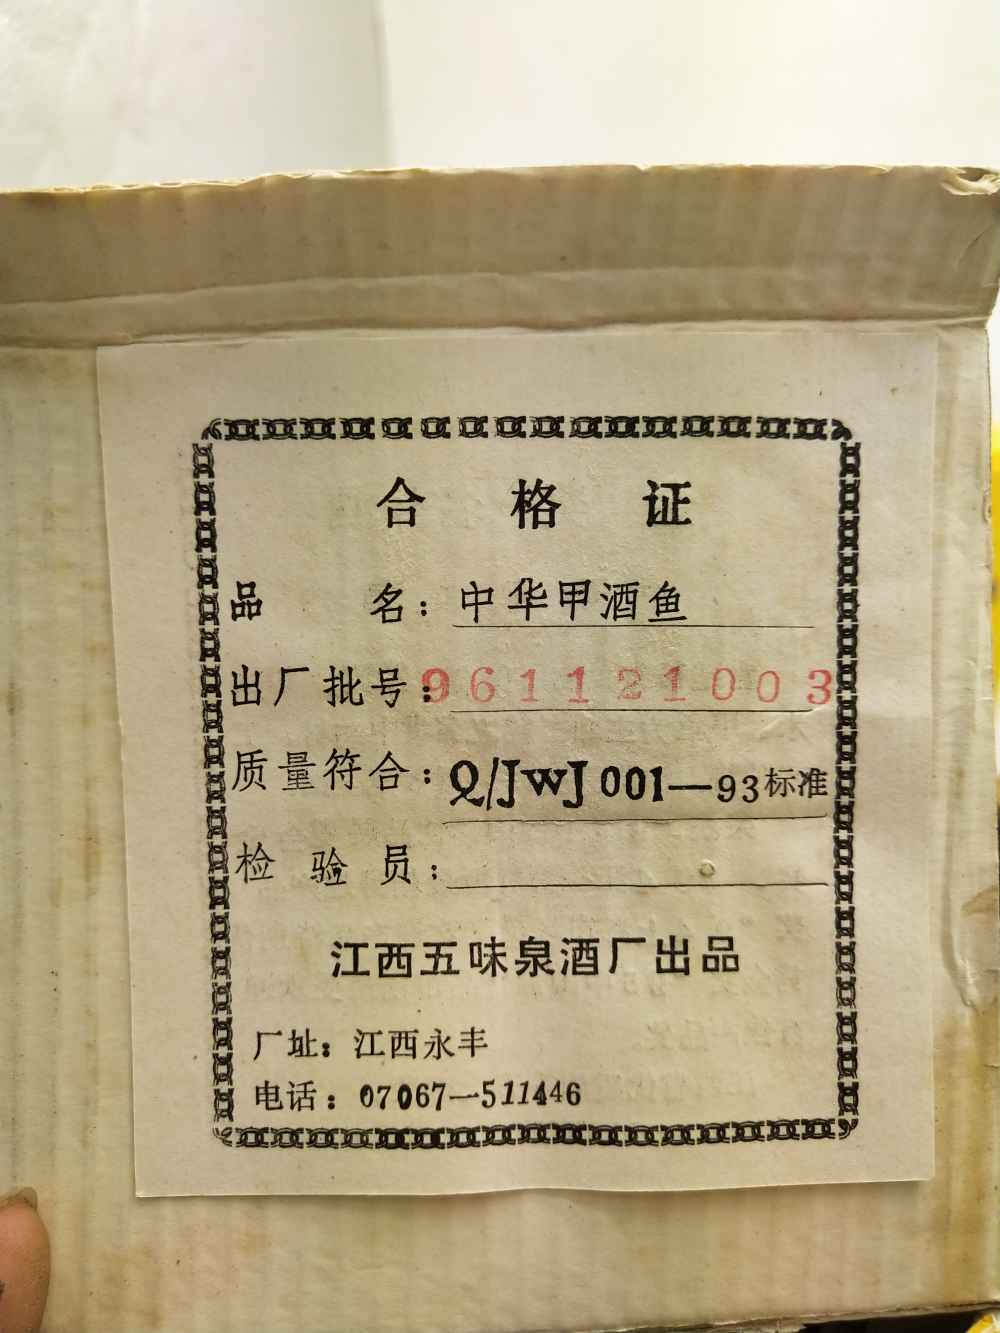 合格证
品名：中华甲酒鱼
出厂批号：961121003
质量符合：Q/JWJ 001—93标准
检验员：
江西五味泉酒厂出品
厂址：江西永丰
电话：07067—511446